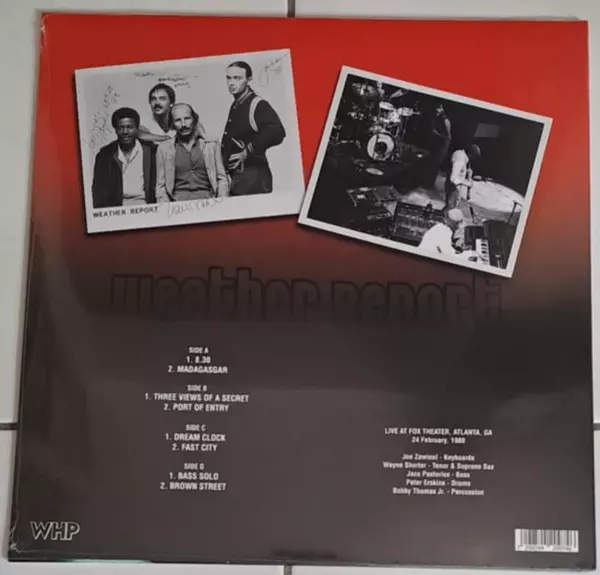 WEATHER REPORT
Weather Report
SIDE A
1. 8.30
2. MADAGASGAR
SIDE B
1. THREE VIEWS OF A SECRET
2. PORT OF ENTRY
SIDE C
1. DREAM CLOCK
2. FAST CITY
SIDE D
1. BASS SOLO
2. BROWN STREET
LIVE AT FOX THEATER, ATLANTA, GA
24 February, 1980
Joe Zawinul - Keyboards
Wayne Shorter - Tenor & Soprano Sax
Jaco Pastorius - Bass
Peter Erskine - Drums
Bobby Thomas Jr. - Percussion
WHP